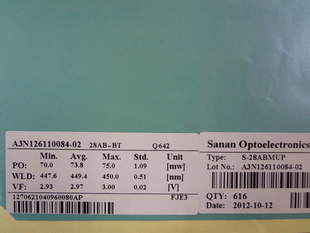 A3N126110084-02 28AB-BT Q642
Min. Avg. Max. Std. Unit
PO: 70.0 73.8 75.0 1.09 [mw]
WLD: 447.6 449.4 450.0 0.51 [nm]
VF: 2.93 2.97 3.00 0.02 [V]
1270621040960080AP FJE3
Sanan Optoelectronics
Type: S-28ABMUP
Lot No.: A3N126110084-02
QTY: 616
Date: 2012-10-12